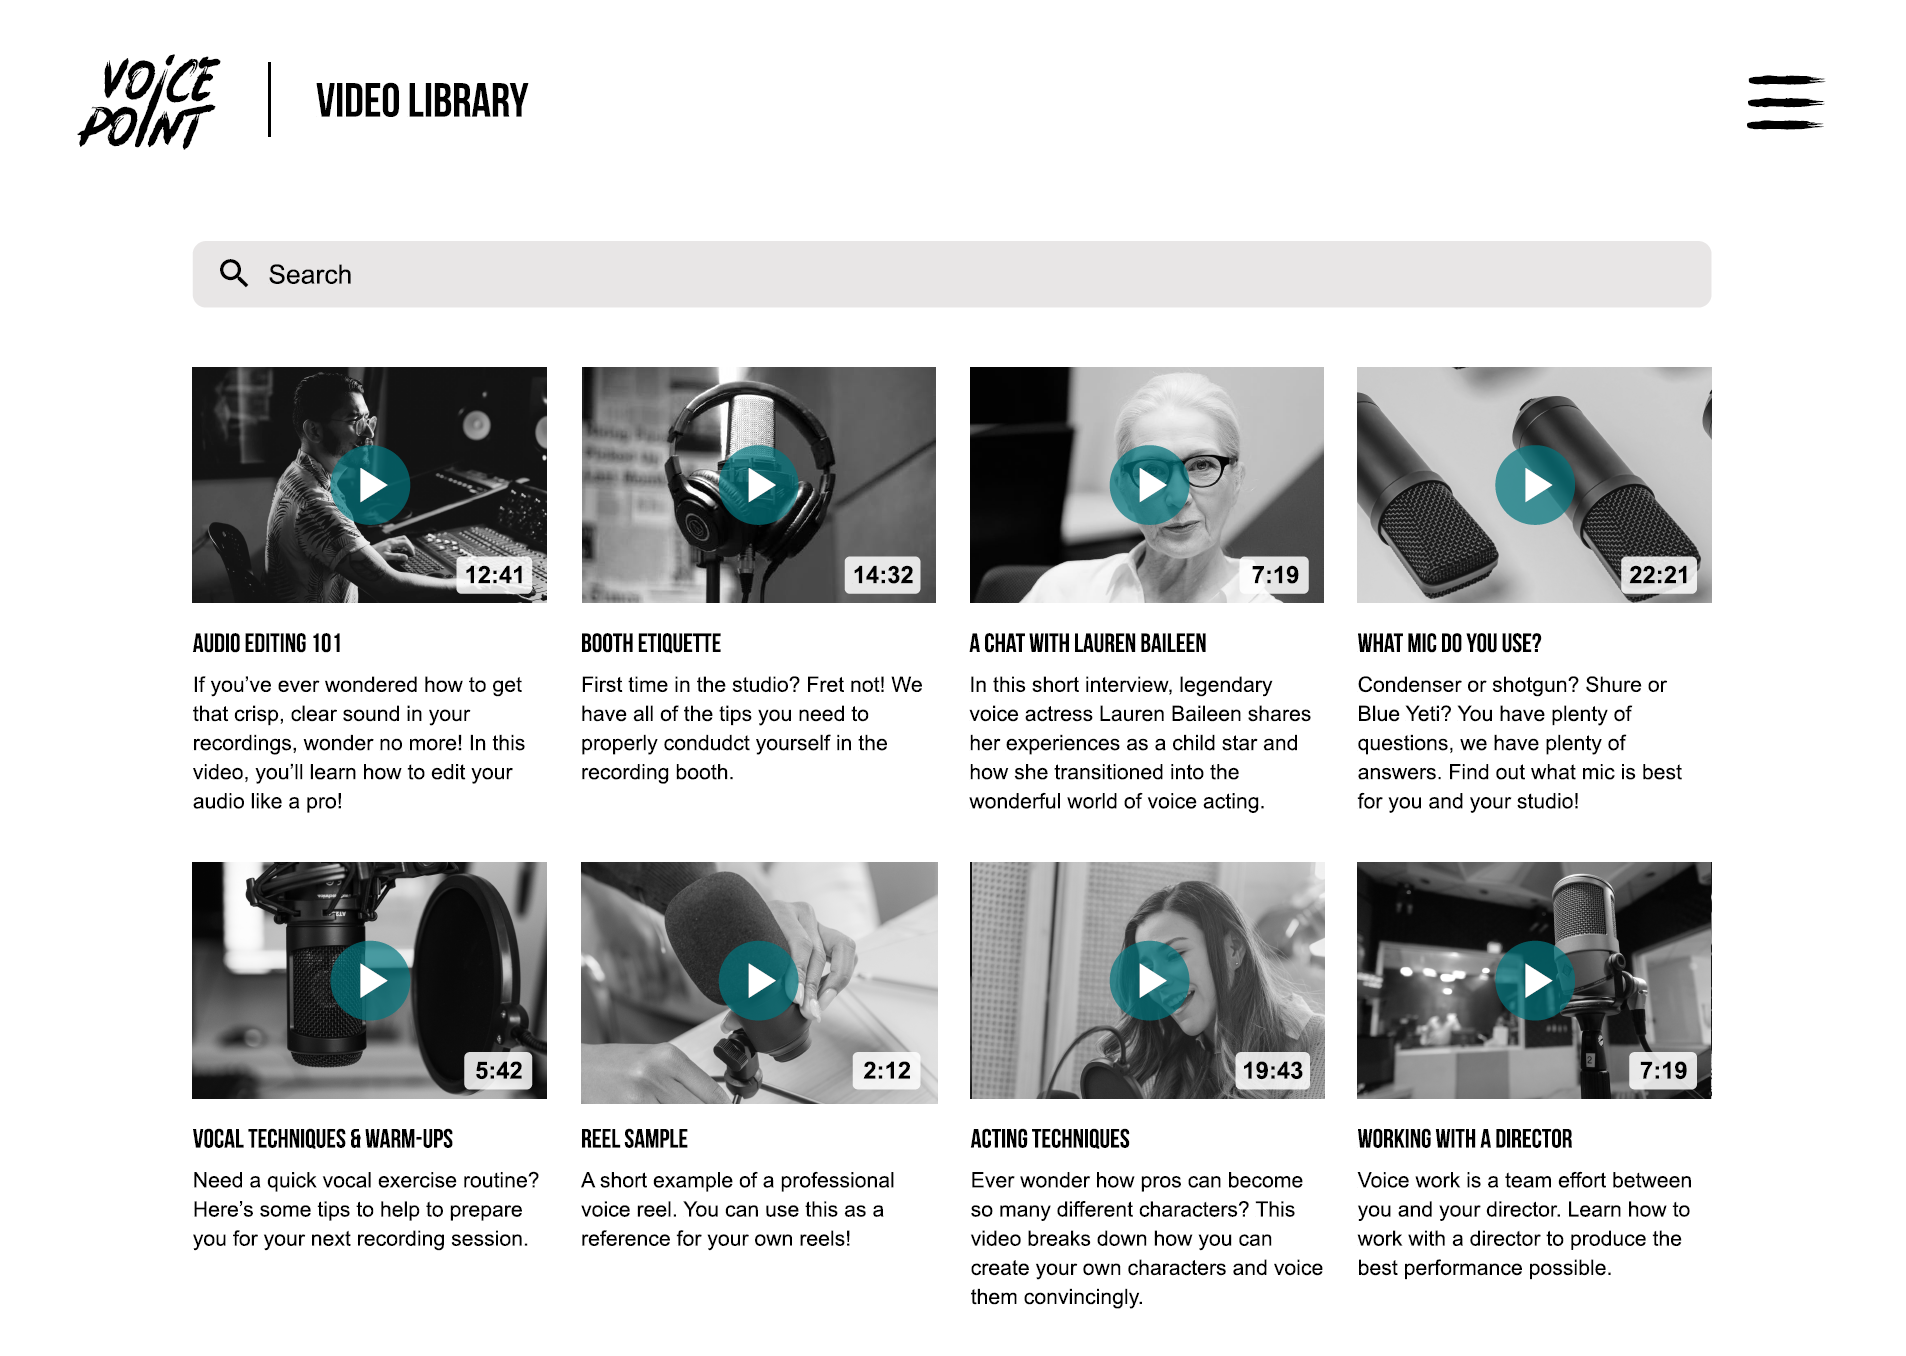 VOICE
POINT
VIDEO LIBRARY
Search
12:41
14:32
7:19
22:21
AUDIO EDITING 101
If you’ve ever wondered how to get
that crisp, clear sound in your
recordings, wonder no more! In this
video, you’ll learn how to edit your
audio like a pro!
BOOTH ETIQUETTE
First time in the studio? Fret not! We
have all of the tips you need to
properly condudct yourself in the
recording booth.
A CHAT WITH LAUREN BAILEEN
In this short interview, legendary
voice actress Lauren Baileen shares
her experiences as a child star and
how she transitioned into the
wonderful world of voice acting.
WHAT MIC DO YOU USE?
Condenser or shotgun? Shure or
Blue Yeti? You have plenty of
questions, we have plenty of
answers. Find out what mic is best
for you and your studio!
5:42
2:12
19:43
7:19
VOCAL TECHNIQUES & WARM-UPS
Need a quick vocal exercise routine?
Here’s some tips to help to prepare
you for your next recording session.
REEL SAMPLE
A short example of a professional
voice reel. You can use this as a
reference for your own reels!
ACTING TECHNIQUES
Ever wonder how pros can become
so many different characters? This
video breaks down how you can
create your own characters and voice
them convincingly.
WORKING WITH A DIRECTOR
Voice work is a team effort between
you and your director. Learn how to
work with a director to produce the
best performance possible.